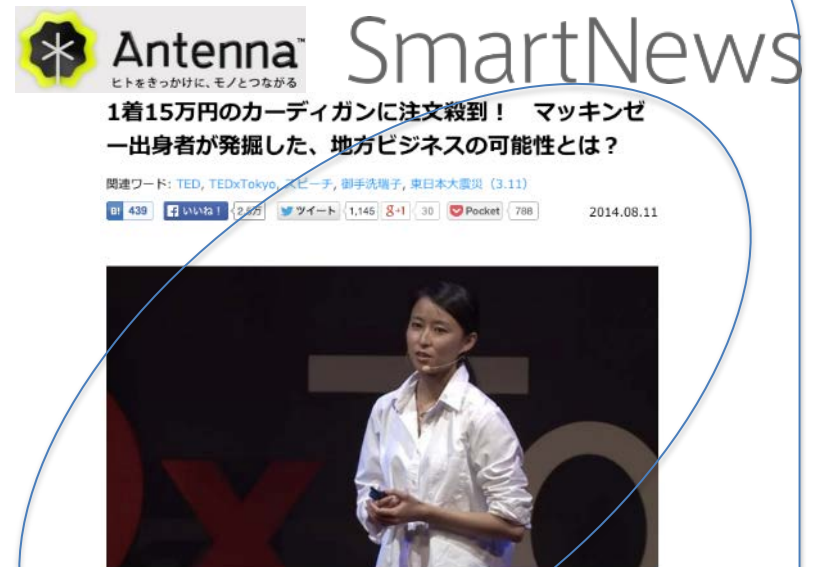 Antenna™
ヒトをきっかけに、モノとつながる
SmartNews
1着15万円のカーディガンに注文殺到！　マッキンゼ
ー出身者が発掘した、地方ビジネスの可能性とは？
関連ワード: TED, TEDxTokyo, スピーチ, 御手洗瑞子, 東日本大震災（3.11）
B! 439 いいね！ 2.6万 ツイート 1,145 g+1 30 Pocket 788 2014.08.11
DxTo